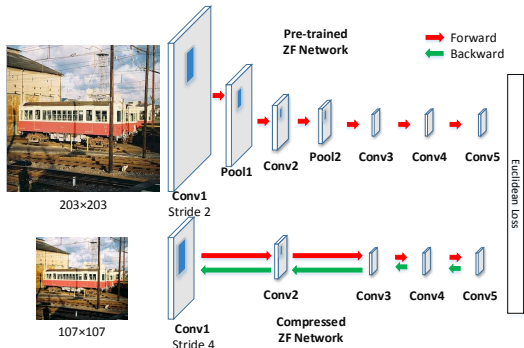 Pre-trained
ZF Network
Forward
Backward
Pool1
Conv2
Pool2
Conv3
Conv4
Conv5
Conv1
Stride 2
203×203
Euclidean Loss
Conv2
Conv3
Conv4
Conv5
107×107
Conv1
Stride 4
Compressed
ZF Network